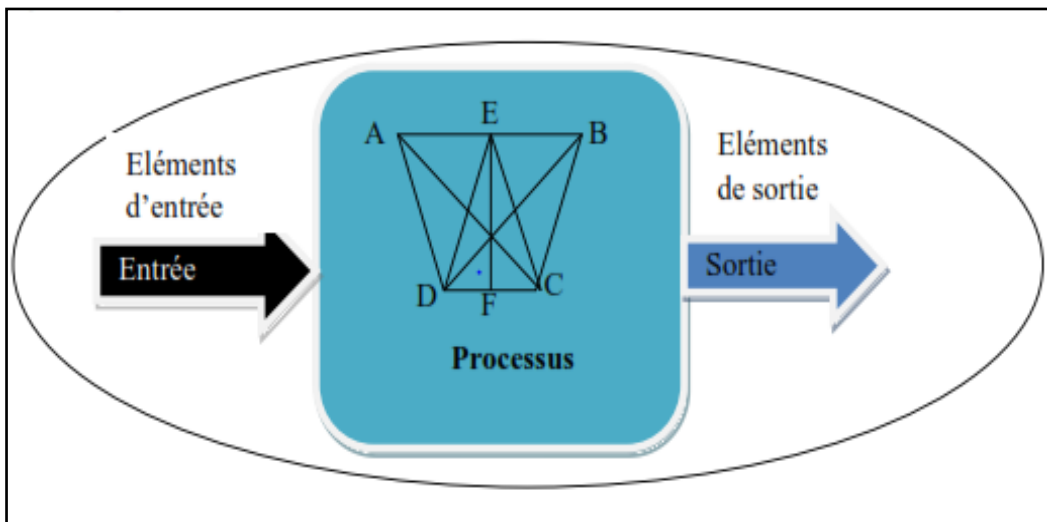 Eléments
d’entrée
Entrée
A E B
D F C
Processus
Eléments
de sortie
Sortie